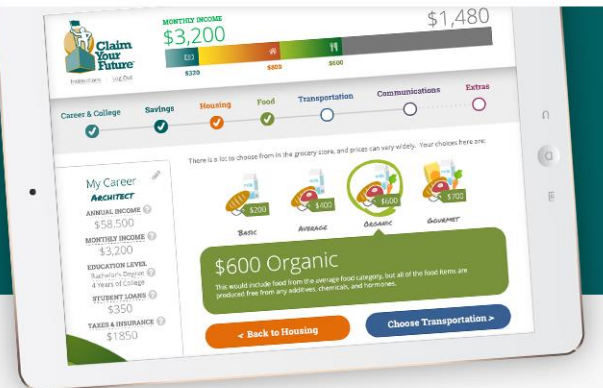 MONTHLY INCOME
$3,200
$1,480
Claim
Your
Future
Instructions Log Out
$320
$800
$600
Career & College
Savings
Housing
Food
Transportation
Communications
Extras
There is a lot to choose from in the grocery store, and prices can vary widely. Your choices here are:
My Career
ARCHITECT
ANNUAL INCOME ?
$58,500
MONTHLY INCOME ?
$3,200
EDUCATION LEVEL
Bachelor's Degree ?
4 Years of College
STUDENT LOANS ?
$350
TAXES & INSURANCE ?
$1850
$200
$400
$600
$700
BASIC
AVERAGE
ORGANIC
GOURMET
$600 Organic
This would include food from the average food category, but all of the food items are
produced free from any additives, chemicals, and hormones.
< Back to Housing
Choose Transportation >